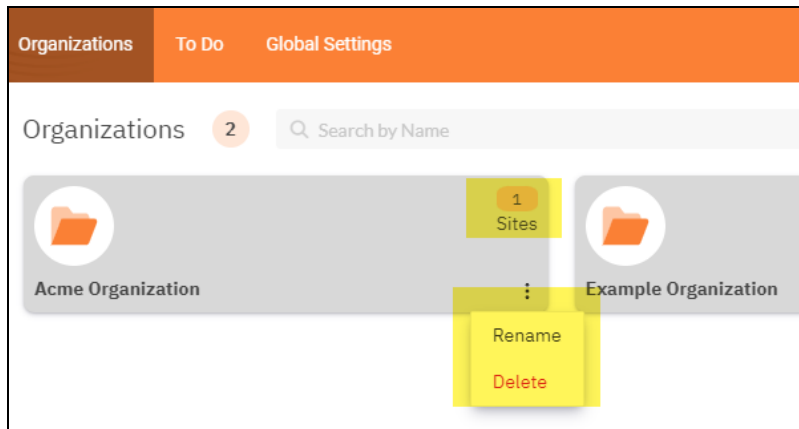 Organizations To Do Global Settings
Organizations 2 Search by Name
1
Sites
Acme Organization
Example Organization
Rename
Delete